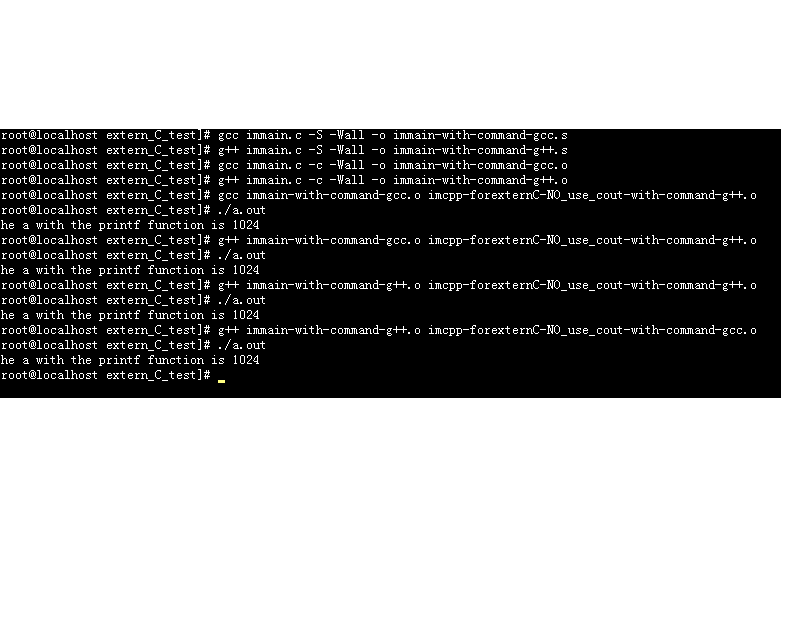 root@localhost extern_C_test]# gcc immain.c -S -Wall -o immain-with-command-gcc.s
root@localhost extern_C_test]# g++ immain.c -S -Wall -o immain-with-command-g++.s
root@localhost extern_C_test]# gcc immain.c -c -Wall -o immain-with-command-gcc.o
root@localhost extern_C_test]# g++ immain.c -c -Wall -o immain-with-command-g++.o
root@localhost extern_C_test]# gcc immain-with-command-gcc.o imcpp-forexternC-NO_use_cout-with-command-g++.o
root@localhost extern_C_test]# ./a.out
he a with the printf function is 1024
root@localhost extern_C_test]# g++ immain-with-command-gcc.o imcpp-forexternC-NO_use_cout-with-command-g++.o
root@localhost extern_C_test]# ./a.out
he a with the printf function is 1024
root@localhost extern_C_test]# g++ immain-with-command-g++.o imcpp-forexternC-NO_use_cout-with-command-g++.o
root@localhost extern_C_test]# ./a.out
he a with the printf function is 1024
root@localhost extern_C_test]# g++ immain-with-command-g++.o imcpp-forexternC-NO_use_cout-with-command-gcc.o
root@localhost extern_C_test]# ./a.out
he a with the printf function is 1024
root@localhost extern_C_test]#